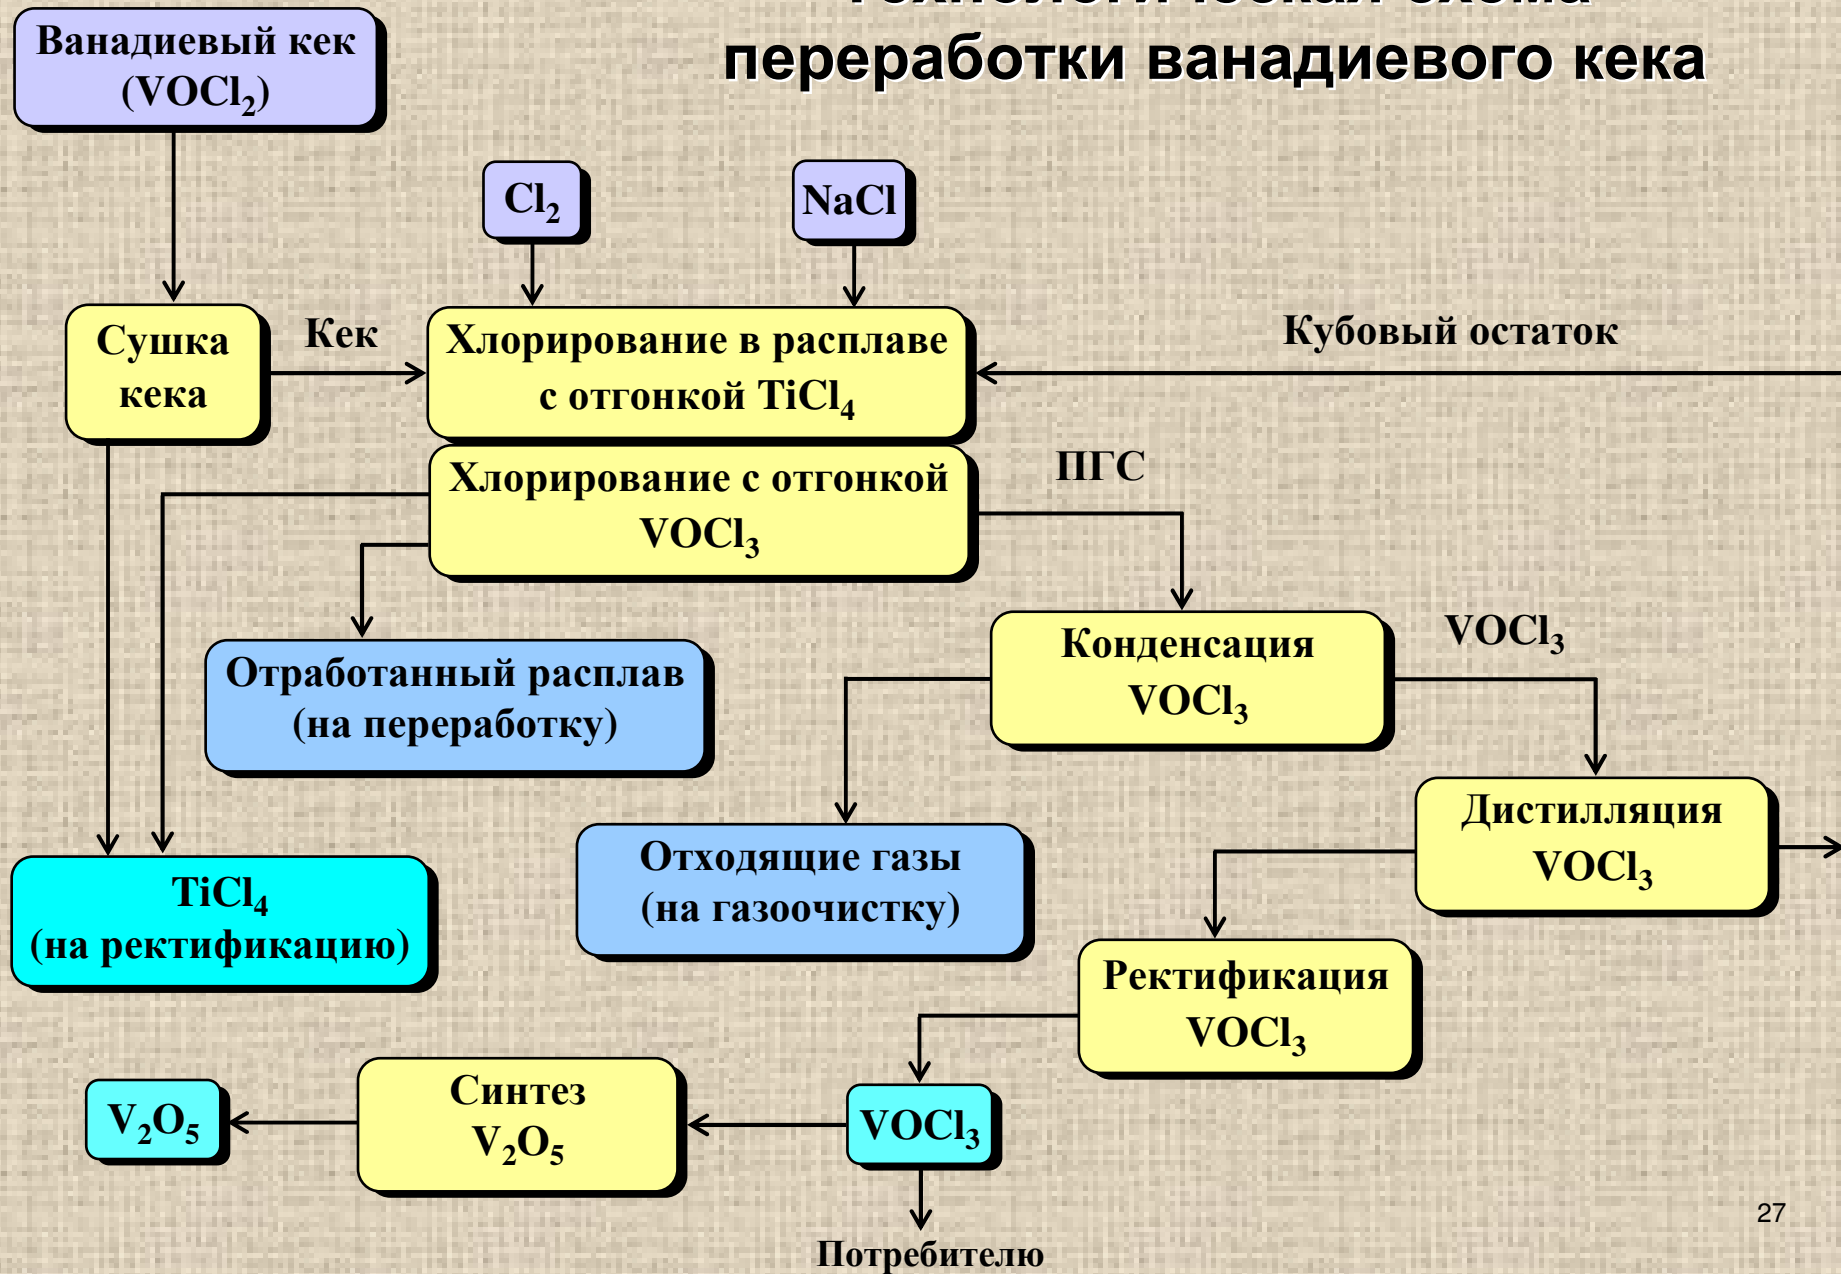 Технологическая схема
переработки ванадиевого кека
Ванадиевый кек
(VOCl₂)
Cl₂
NaCl
Сушка
кека
Кек
Хлорирование в расплаве
с отгонкой TiCl₄
Кубовый остаток
Хлорирование с отгонкой
VOCl₃
ПГС
Отработанный расплав
(на переработку)
Конденсация
VOCl₃
VOCl₃
Дистилляция
VOCl₃
TiCl₄
(на ректификацию)
Отходящие газы
(на газоочистку)
Ректификация
VOCl₃
V₂O₅
Синтез
V₂O₅
VOCl₃
Потребителю
27